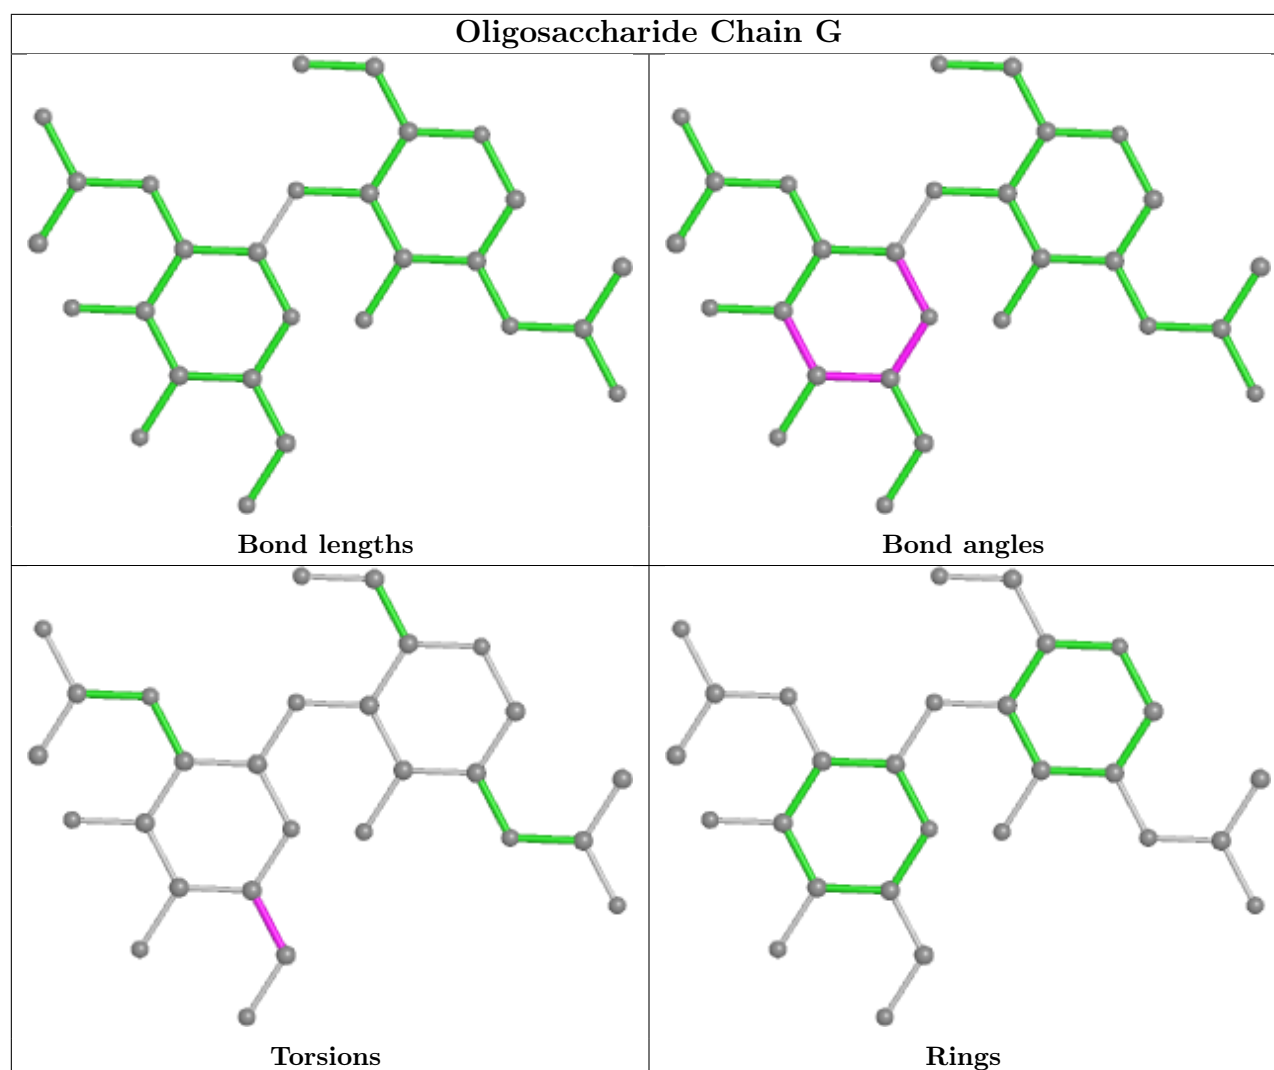 Oligosaccharide Chain G
Bond lengths
Bond angles
Torsions
Rings